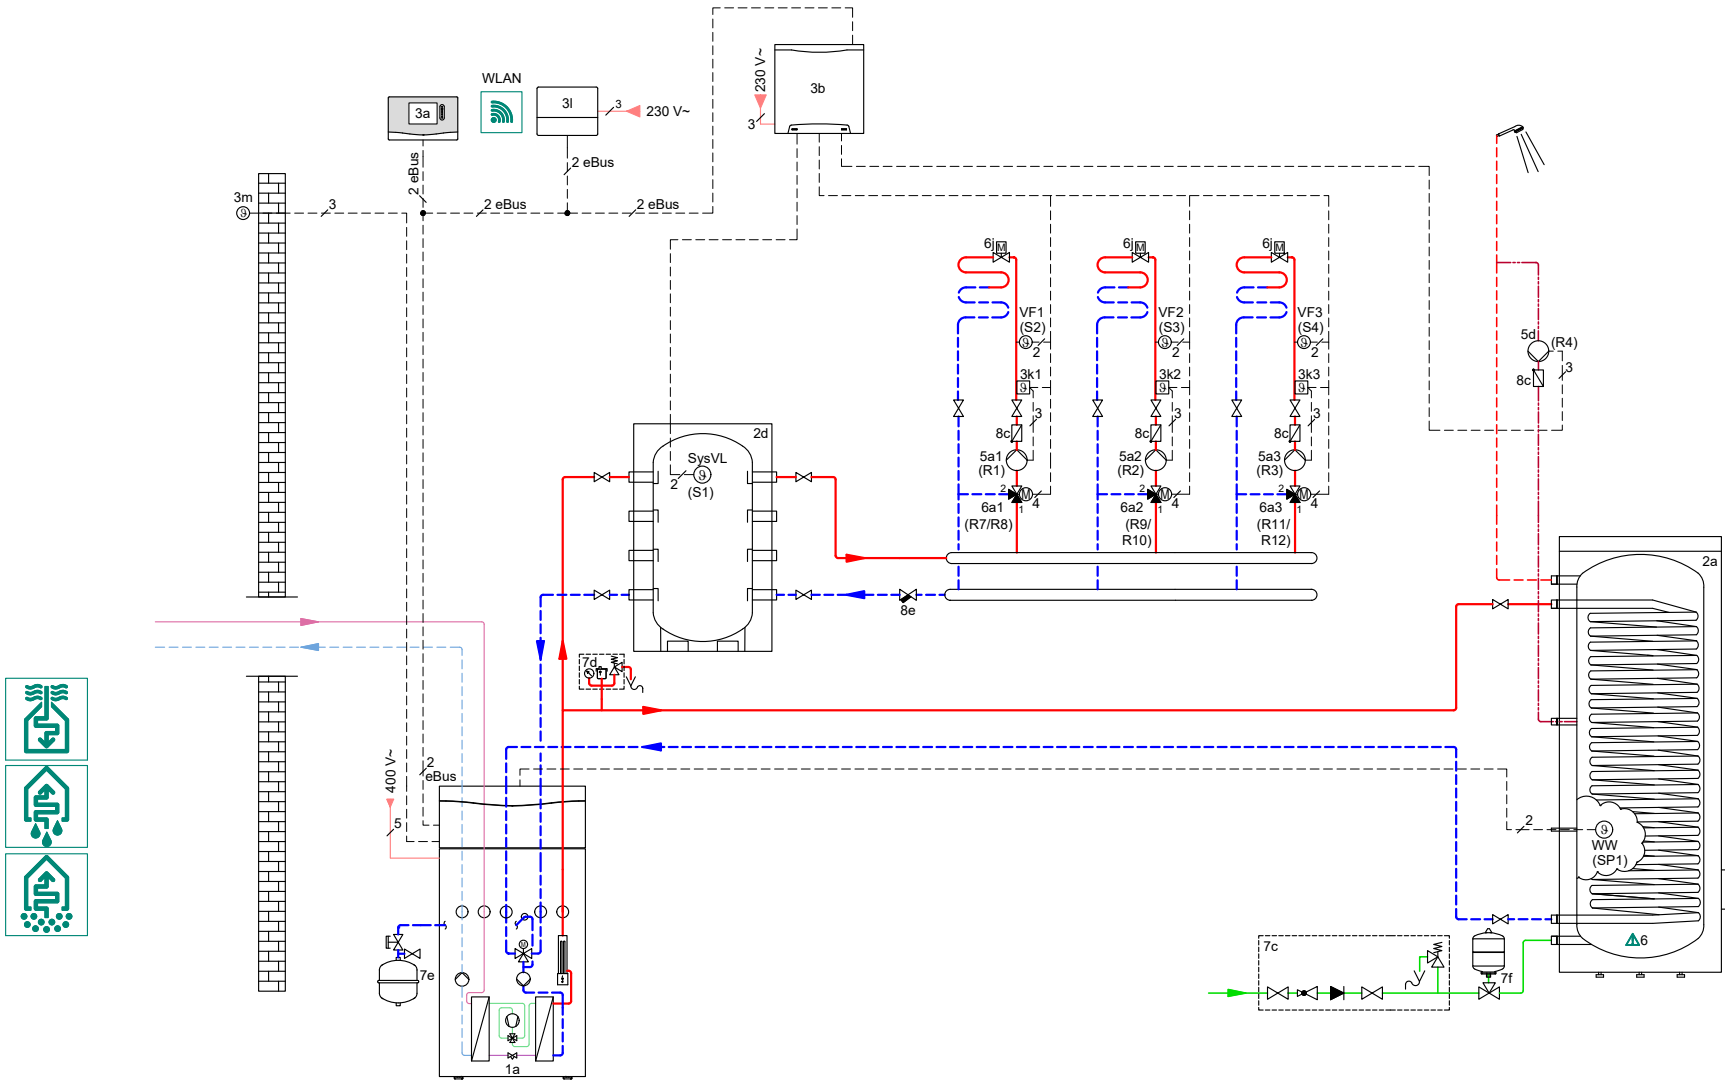 WLAN
3a
3l
3
230 V~
230 V~
3
3b
2 eBus
2 eBus
3m
3
2 eBus
2 eBus
6j
6j
6j
VF1
(S2)
2
VF2
(S3)
2
VF3
(S4)
2
5d
(R4)
8c
3
3k1
3k2
3k3
3
3
3
8c
8c
8c
5a1
(R1)
5a2
(R2)
5a3
(R3)
2
M
4
1
2
M
4
1
2
M
4
1
6a1
(R7/R8)
6a2
(R9/
R10)
6a3
(R11/
R12)
2d
SysVL
2
(S1)
8e
2a
7d
400 V~
5
2
eBus
2
WW
(SP1)
6
7e
7c
7f
1a